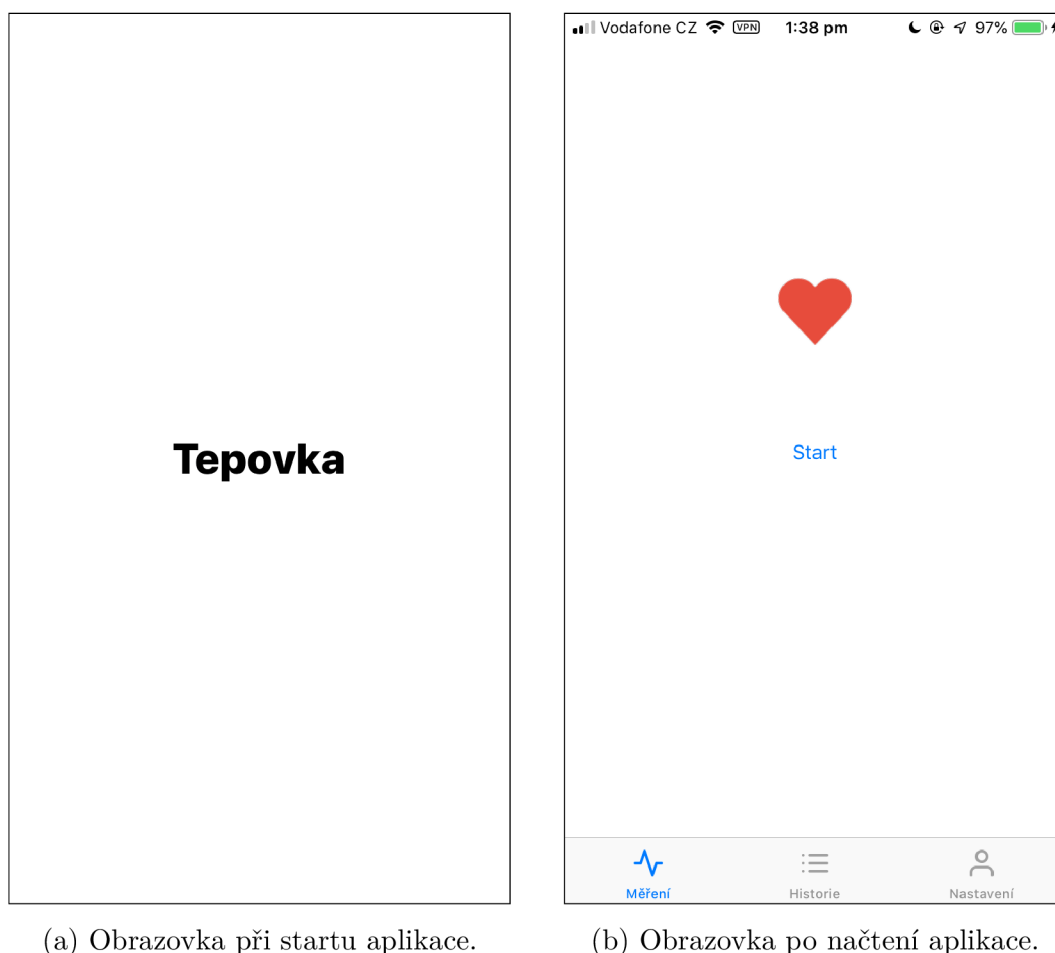 Tepovka
(a) Obrazovka při startu aplikace.
Vodafone CZ VPN 1:38 pm 97%
Start
Měření Historie Nastavení
(b) Obrazovka po načtení aplikace.